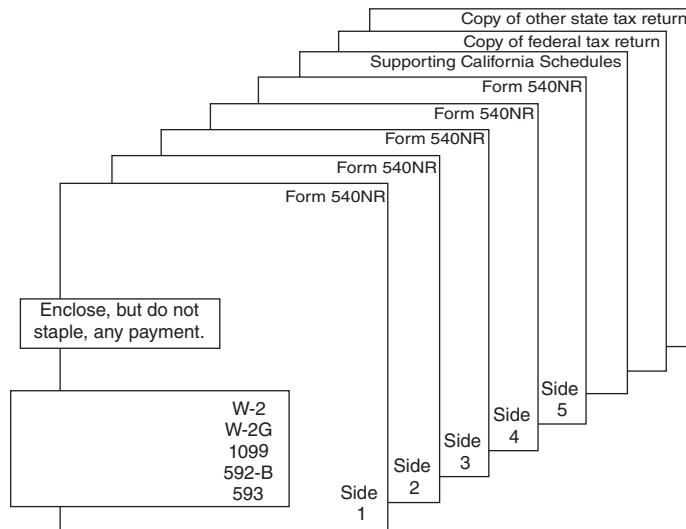 Copy of other state tax return
Copy of federal tax return
Supporting California Schedules
Form 540NR
Form 540NR
Form 540NR
Form 540NR
Form 540NR
Enclose, but do not
staple, any payment.
W-2
W-2G
1099
592-B
593
Side
1
Side
2
Side
3
Side
4
Side
5